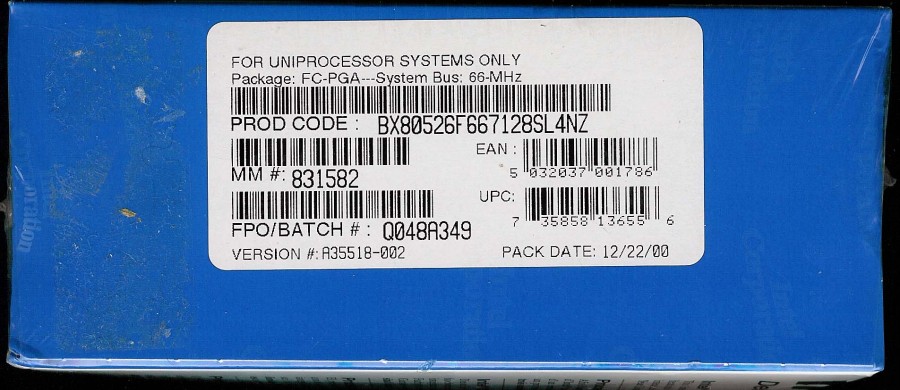 FOR UNIPROCESSOR SYSTEMS ONLY
Package: FC-PGA---System Bus: 66-MHz
PROD CODE : BX80526F667128SL4NZ
EAN :
MM #: 831582
5 032037 001786
UPC:
FPO/BATCH # : Q048A349
7 35858 13655 6
VERSION #: A35518-002
PACK DATE: 12/22/00
oration